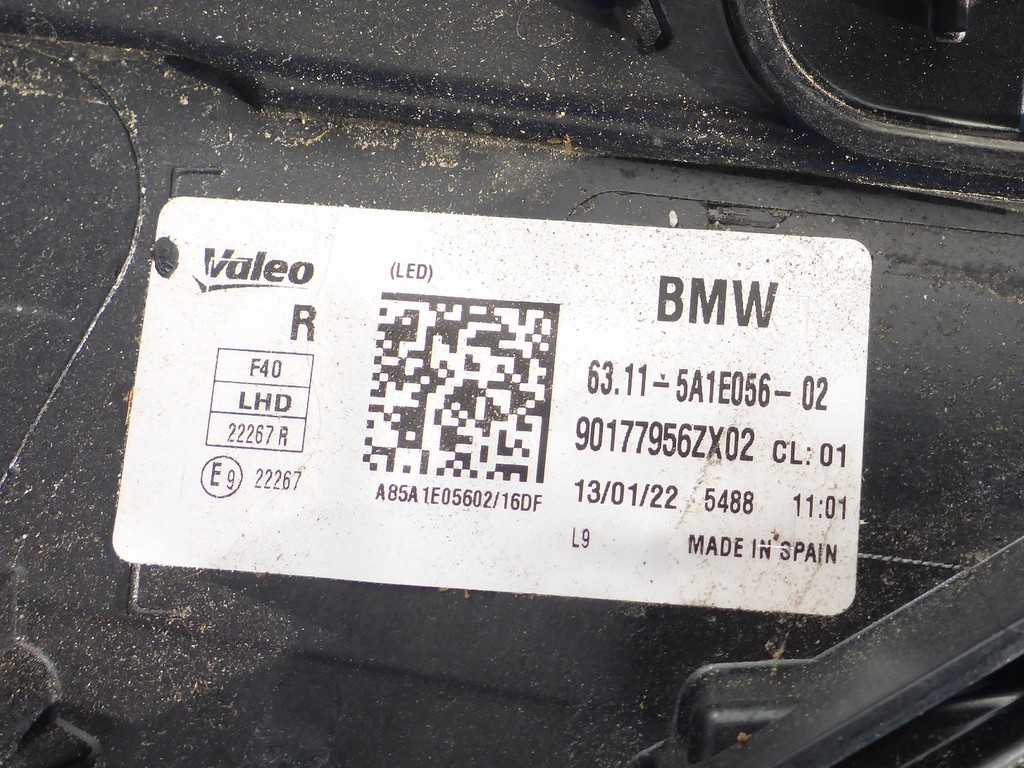 Valeo
R
F40
LHD
22267 R
E9 22267
(LED)
A85A1E05602/16DF
BMW
63.11-5A1E056-02
90177956ZX02 CL:01
13/01/22 5488 11:01
L9 MADE IN SPAIN